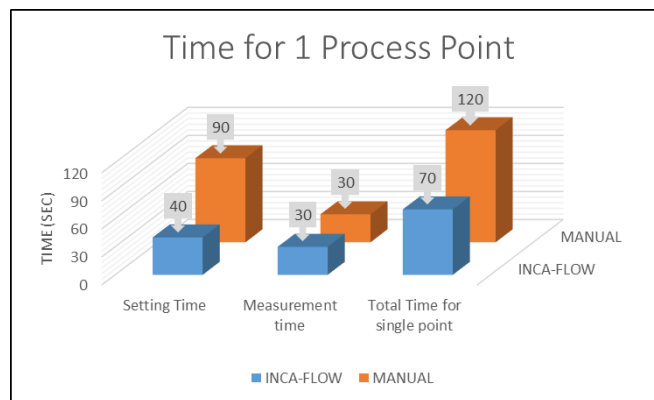 Time for 1 Process Point
TIME (SEC)
120
90
60
30
0
40
90
30
30
70
120
Setting Time
Measurement
time
Total Time for
single point
MANUAL
INCA-FLOW
INCA-FLOW
MANUAL